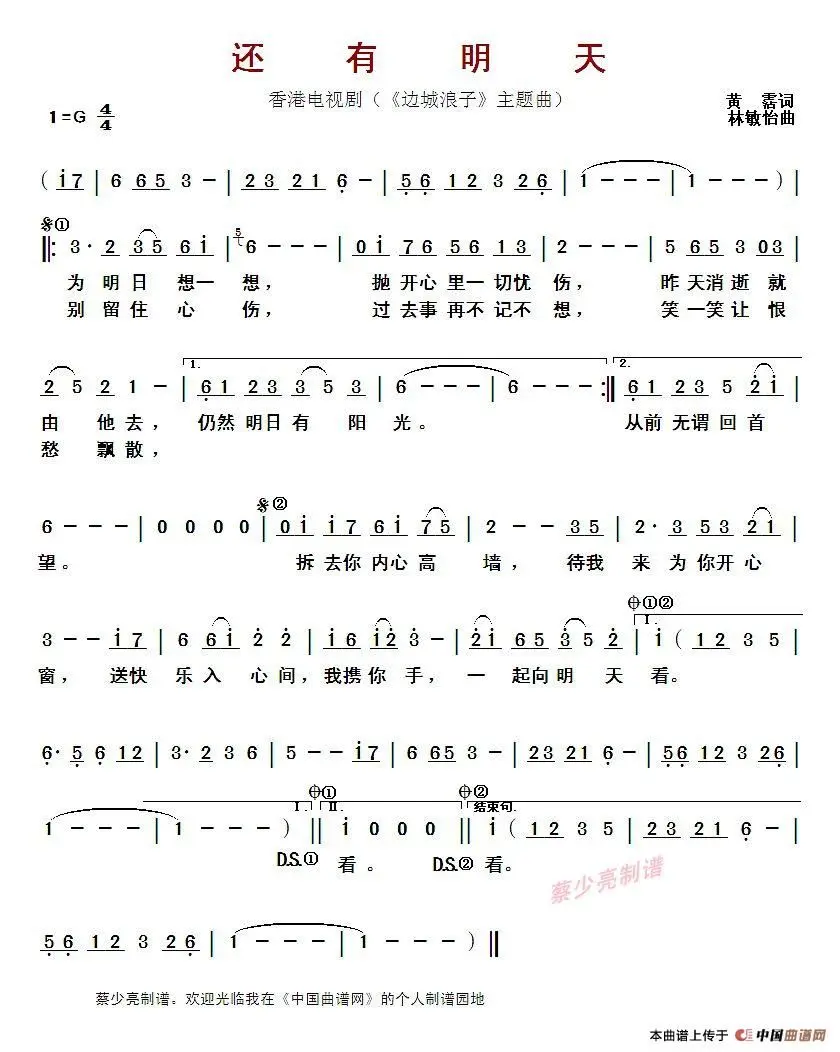 还有明天
香港电视剧（《边城浪子》主题曲）
1=G 4/4
黄霑词
林敏怡曲
( i7 | 6 65 3 - | 23 21 6 - | 56 12 3 26 | 1 - - - | 1 - - - ) |
①
|: 3· 2 35 6i | 5 6 - - - | 0i 76 56 13 | 2 - - - | 5 65 3 03 |
为明日想一想， 抛开心里一切忧伤， 昨天消逝就
别留住心伤， 过去事再不记不想， 笑一笑让恨
1. 2.
25 2 1 - | 61 23 35 3 | 6 - - - | 6 - - - :| 61 23 5 2i |
由他去， 仍然明日有阳光。 从前无谓回首
愁飘散，
②
6 - - - | 0 0 0 0 | 0i i7 6i 75 | 2 - - 35 | 2· 3 53 21 |
望。 拆去你内心高墙， 待我来为你开心
①② I.
3 - - i7 | 6 6i 2 2 | i6 i2 3 - | 2i 65 35 2 | i ( 12 3 5 |
窗， 送快乐入心间，我携你手， 一起向明天看。
6· 5 6 12 | 3· 2 3 6 | 5 - - i7 | 6 65 3 - | 23 21 6 - | 56 12 3 26 |
I. ① II. ② 结束句.
1 - - - | 1 - - - ) || i 0 0 0 || i ( 12 3 5 | 23 21 6 - |
D.S.① 看。 D.S.② 看。
蔡少亮制谱
56 12 3 26 | 1 - - - | 1 - - - ) ||
蔡少亮制谱。欢迎光临我在《中国曲谱网》的个人制谱园地
本曲谱上传于 中国曲谱网